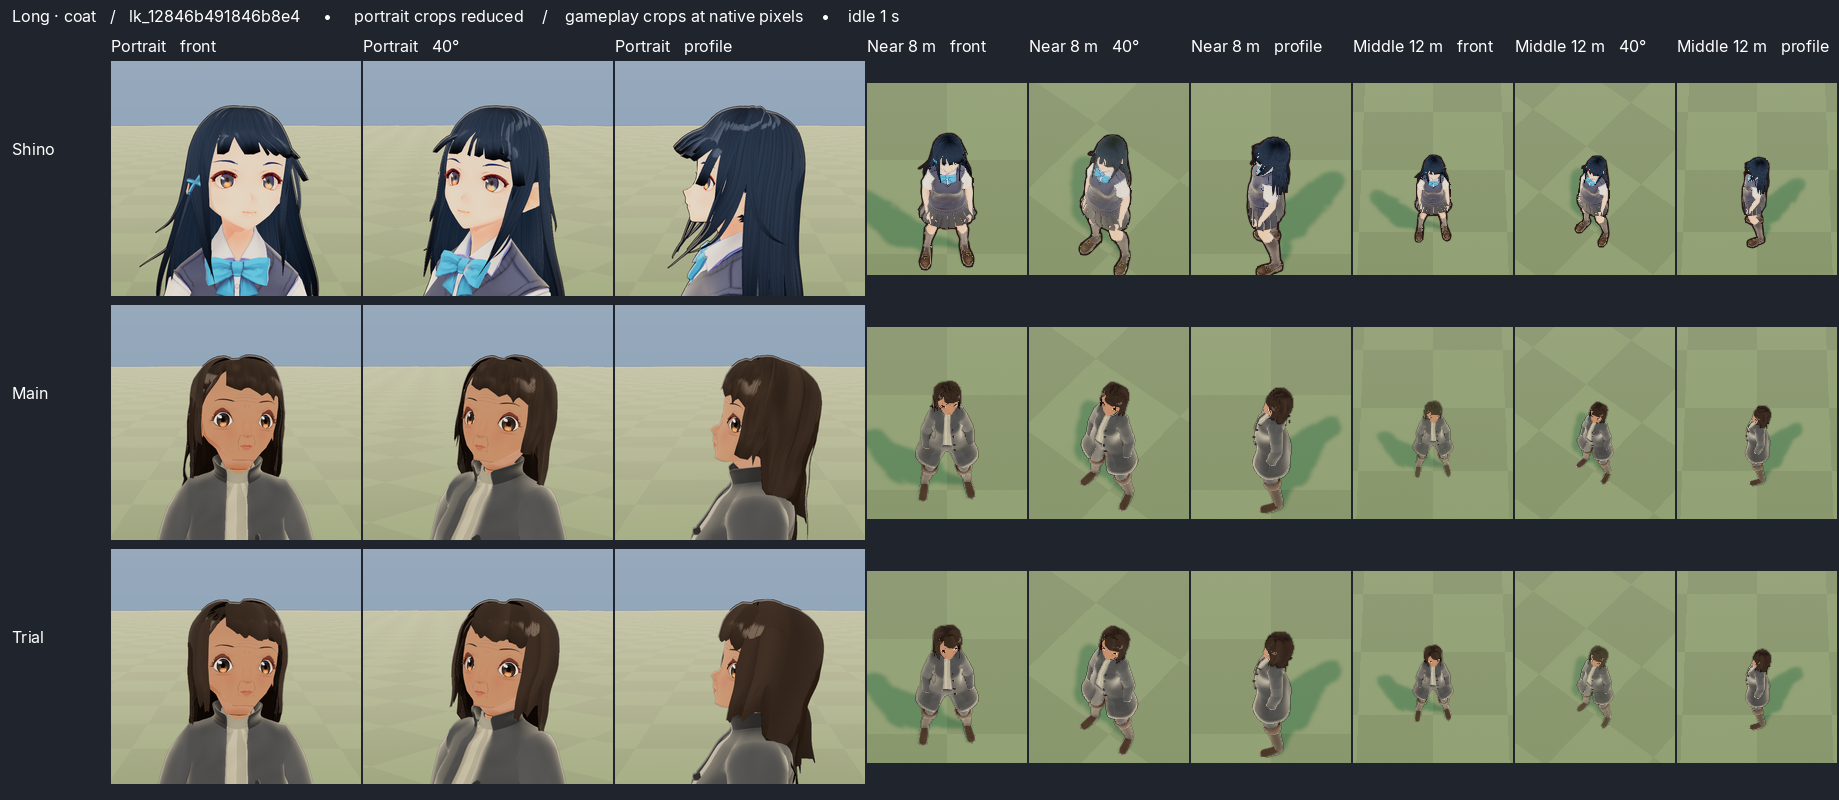 Long · coat / lk_12846b491846b8e4 • portrait crops reduced / gameplay crops at native pixels • idle 1 s
Portrait front Portrait 40° Portrait profile Near 8 m front Near 8 m 40° Near 8 m profile Middle 12 m front Middle 12 m 40° Middle 12 m profile
Shino
Main
Trial